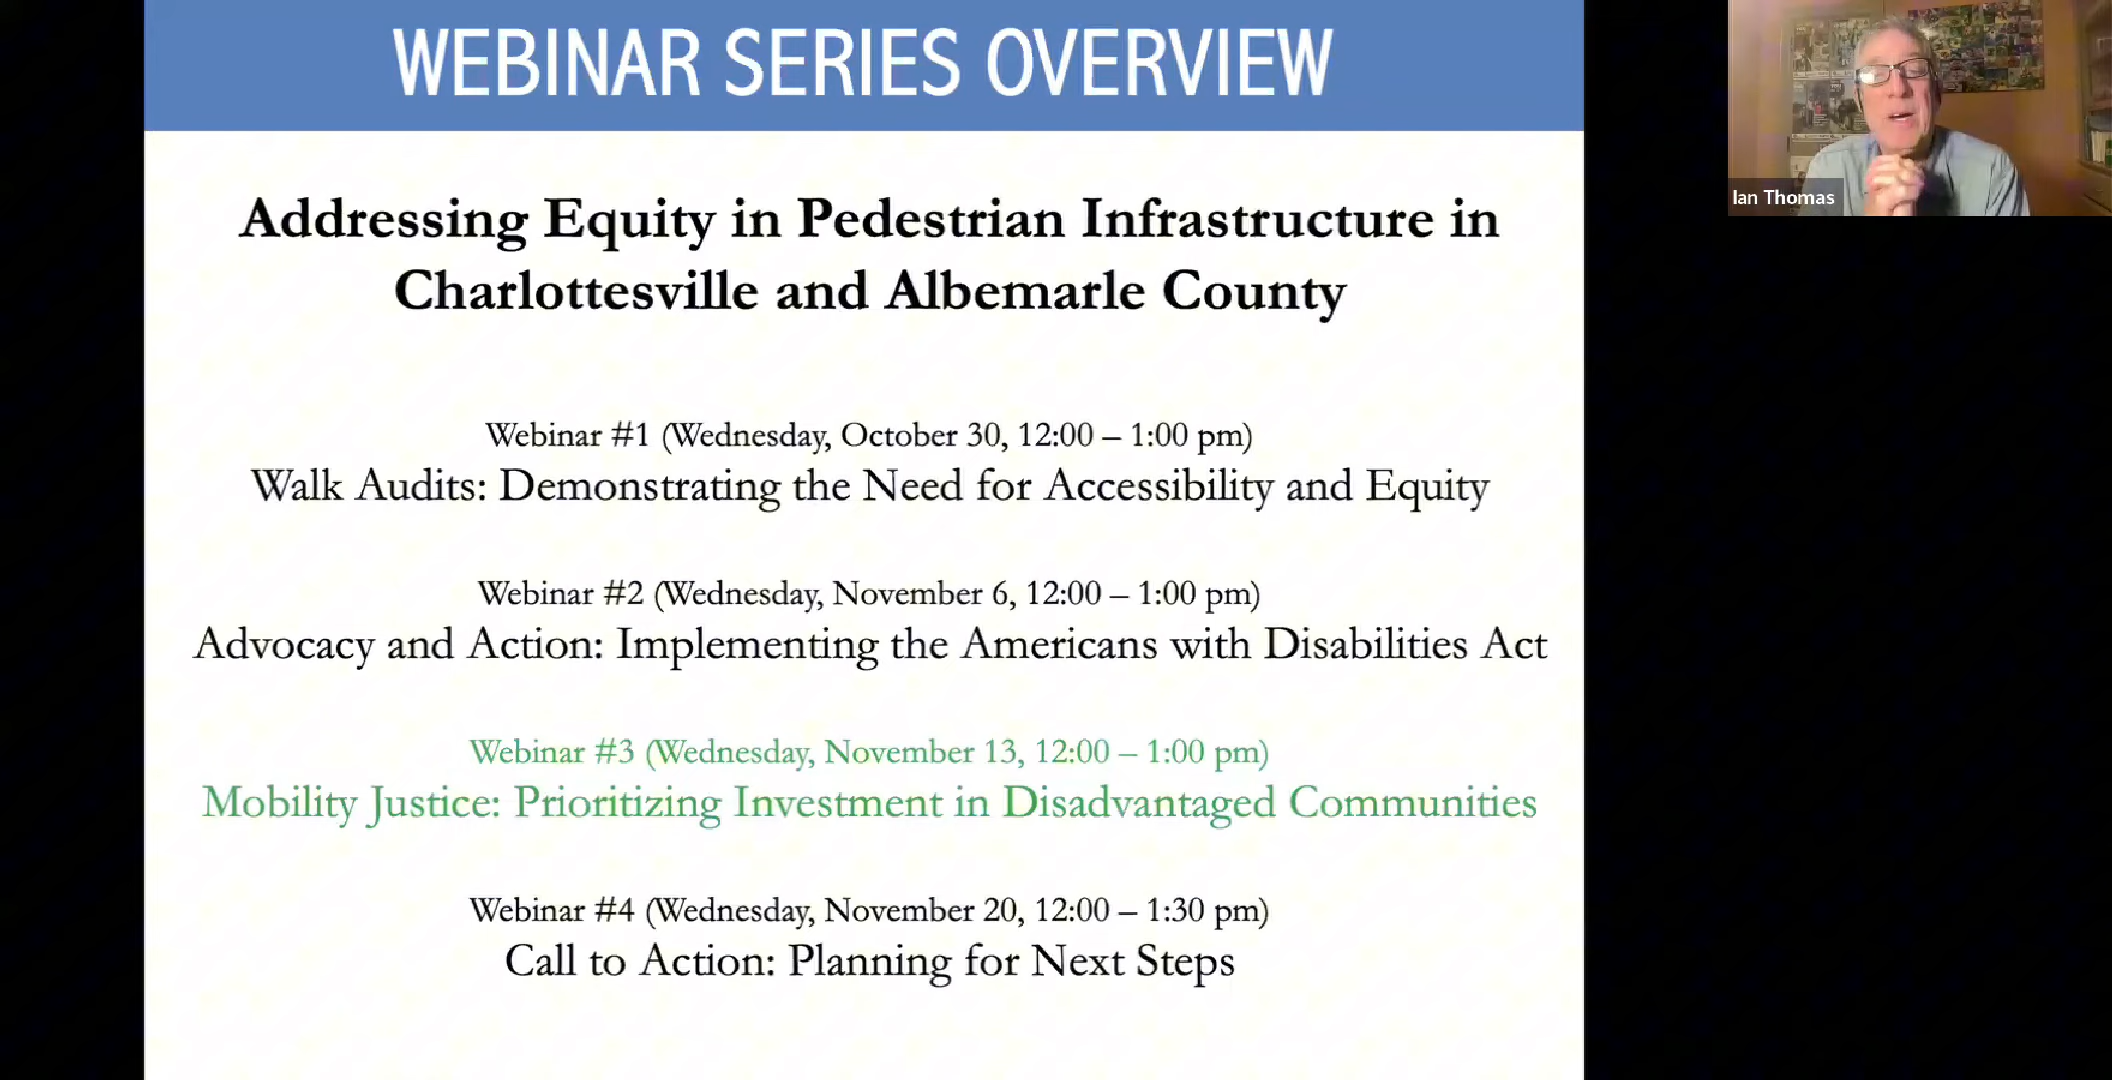 WEBINAR SERIES OVERVIEW
Addressing Equity in Pedestrian Infrastructure in
Charlottesville and Albemarle County
Webinar #1 (Wednesday, October 30, 12:00 – 1:00 pm)
Walk Audits: Demonstrating the Need for Accessibility and Equity
Webinar #2 (Wednesday, November 6, 12:00 – 1:00 pm)
Advocacy and Action: Implementing the Americans with Disabilities Act
Webinar #3 (Wednesday, November 13, 12:00 – 1:00 pm)
Mobility Justice: Prioritizing Investment in Disadvantaged Communities
Webinar #4 (Wednesday, November 20, 12:00 – 1:30 pm)
Call to Action: Planning for Next Steps
Ian Thomas